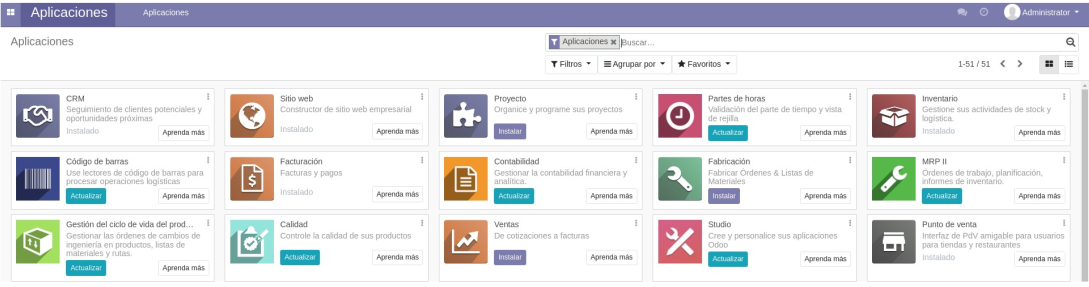 Aplicaciones Aplicaciones Administrator
Aplicaciones
Aplicaciones × Buscar...
Filtros Agrupar por Favoritos 1-51 / 51
CRM
Seguimiento de clientes potenciales y
oportunidades próximas
Instalado Aprenda más
Sitio web
Constructor de sitio web empresarial
Instalado Aprenda más
Proyecto
Organice y programe sus proyectos
Instalar Aprenda más
Partes de horas
Validación del parte de tiempo y vista
de rejilla
Actualizar Aprenda más
Inventario
Gestione sus actividades de stock y
logística.
Instalado Aprenda más
Código de barras
Use lectores de código de barras para
procesar operaciones logísticas
Actualizar Aprenda más
Facturación
Facturas y pagos
Instalado Aprenda más
Contabilidad
Gestionar la contabilidad financiera y
analítica.
Actualizar Aprenda más
Fabricación
Fabricar Órdenes & Listas de
Materiales
Instalar Aprenda más
MRP II
Órdenes de trabajo, planificación,
informes de inventario.
Actualizar Aprenda más
Gestión del ciclo de vida del prod...
Gestionar las órdenes de cambios de
ingeniería en productos, listas de
materiales y rutas.
Actualizar Aprenda más
Calidad
Controle la calidad de sus productos
Actualizar Aprenda más
Ventas
De cotizaciones a facturas
Instalar Aprenda más
Studio
Cree y personalice sus aplicaciones
Odoo
Actualizar Aprenda más
Punto de venta
Interfaz de PdV amigable para usuarios
para tiendas y restaurantes
Instalado Aprenda más